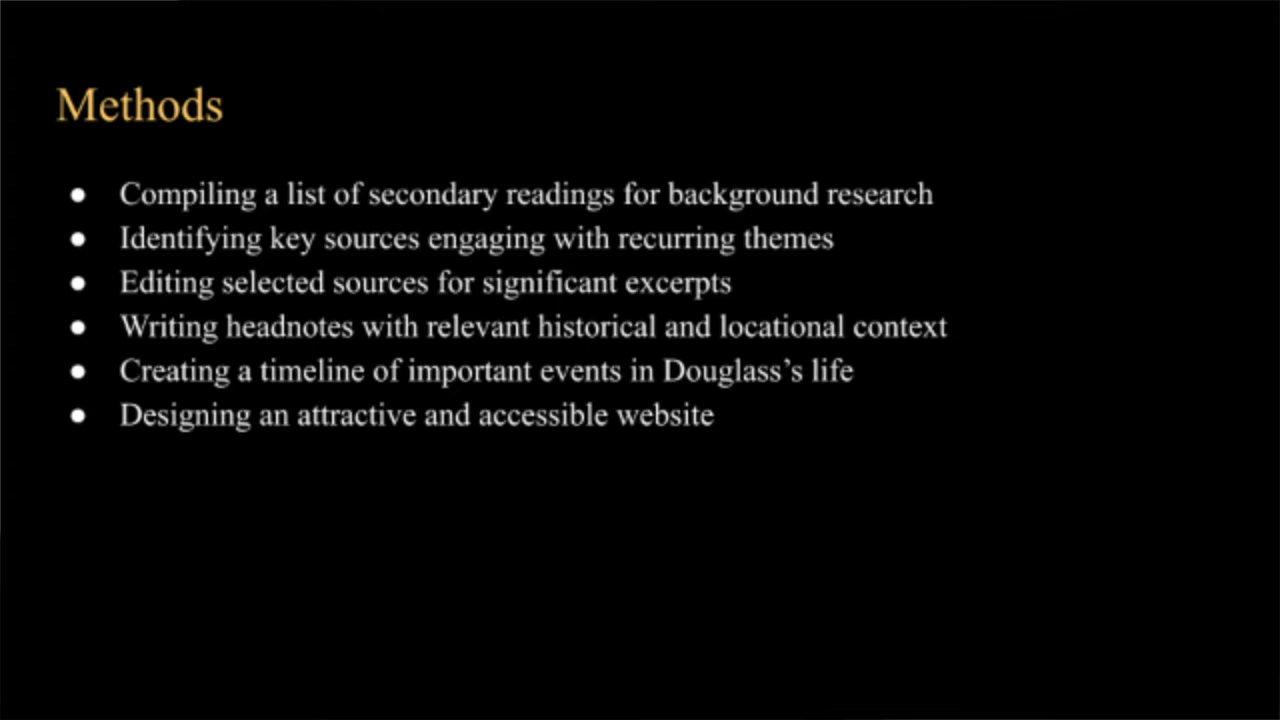 Methods
● Compiling a list of secondary readings for background research
● Identifying key sources engaging with recurring themes
● Editing selected sources for significant excerpts
● Writing headnotes with relevant historical and locational context
● Creating a timeline of important events in Douglass’s life
● Designing an attractive and accessible website